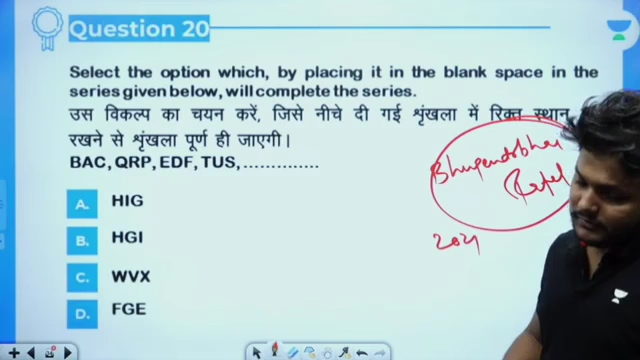 Question 20
Select the option which, by placing it in the blank space in the
series given below, will complete the series.
उस विकल्प का चयन करें, जिसे नीचे दी गई शृंखला में रिक्त स्थान
रखने से शृंखला पूर्ण ही जाएगी।
BAC, QRP, EDF, TUS, ..............
A. HIG
B. HGI
C. WVX
D. FGE
Bhupendrabhai
Patel
2021